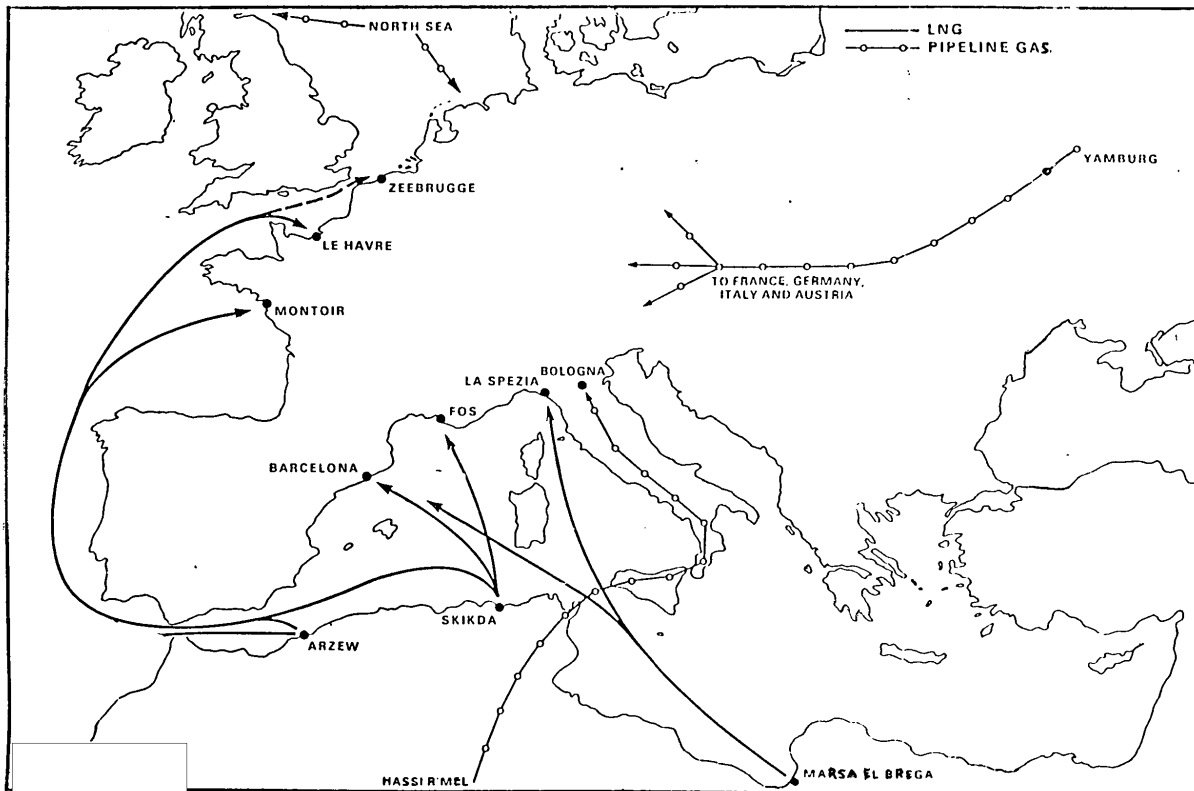 NORTH SEA
LNG
PIPELINE GAS.
YAMBURG
ZEEBRUGGE
LE HAVRE
TO FRANCE, GERMANY,
ITALY AND AUSTRIA
MONTOIR
BOLOGNA
LA SPEZIA
FOS
BARCELONA
SKIKDA
ARZEW
HASSI R'MEL
MARSA EL BREGA